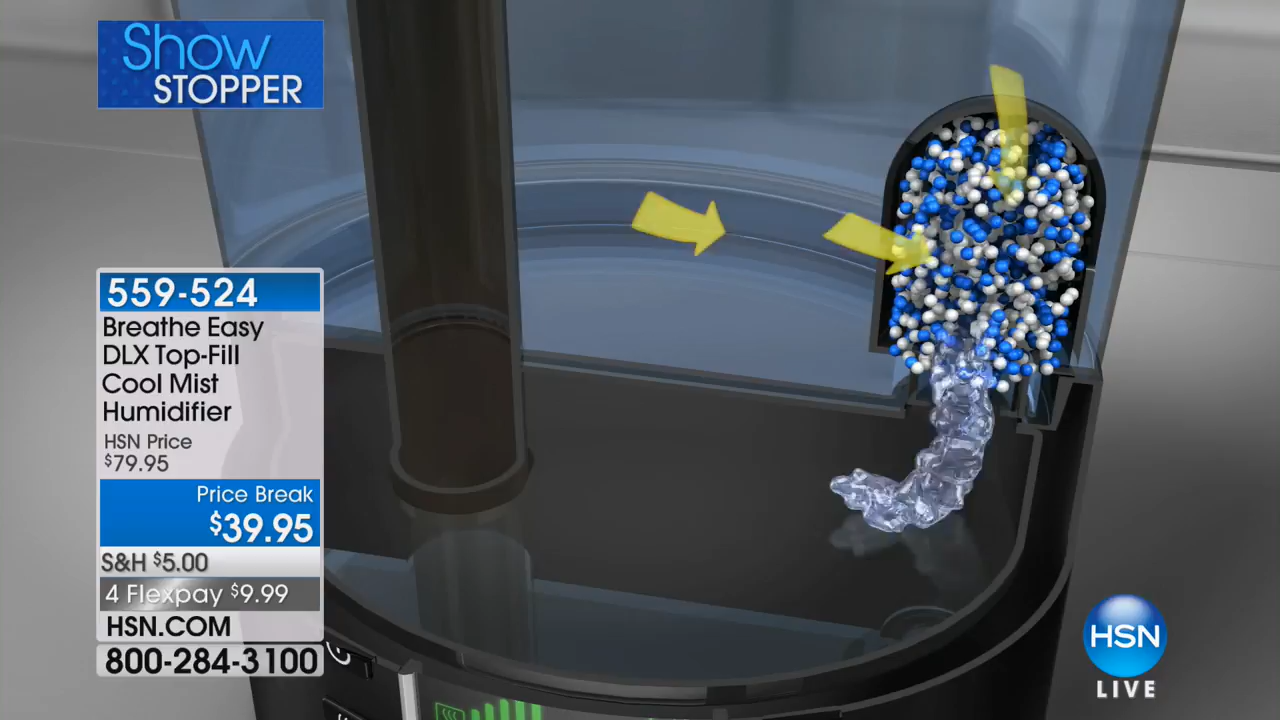 Show
STOPPER
559-524
Breathe Easy
DLX Top-Fill
Cool Mist
Humidifier
HSN Price
$79.95
Price Break
$39.95
S&H $5.00
4 Flexpay $9.99
HSN.COM
800-284-3100
HSN
LIVE